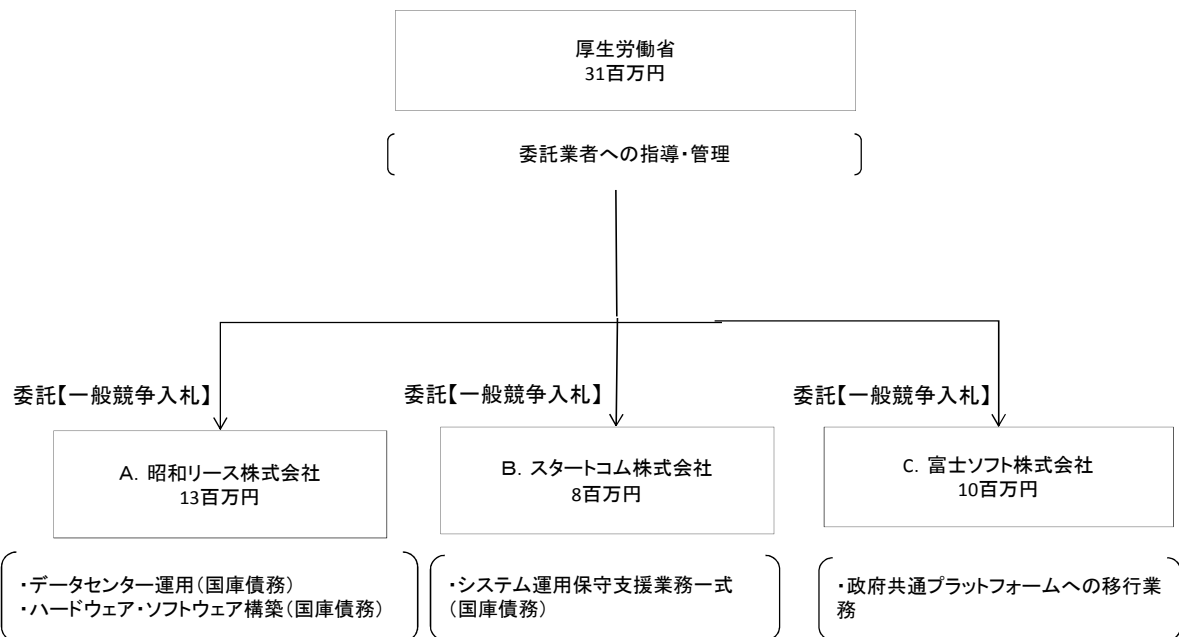 厚生労働省
31百万円
委託業者への指導・管理
委託【一般競争入札】
委託【一般競争入札】
委託【一般競争入札】
A. 昭和リース株式会社
13百万円
B. スタートコム株式会社
8百万円
C. 富士ソフト株式会社
10百万円
・データセンター運用(国庫債務)
・ハードウェア・ソフトウェア構築(国庫債務)
・システム運用保守支援業務一式
(国庫債務)
・政府共通プラットフォームへの移行業
務